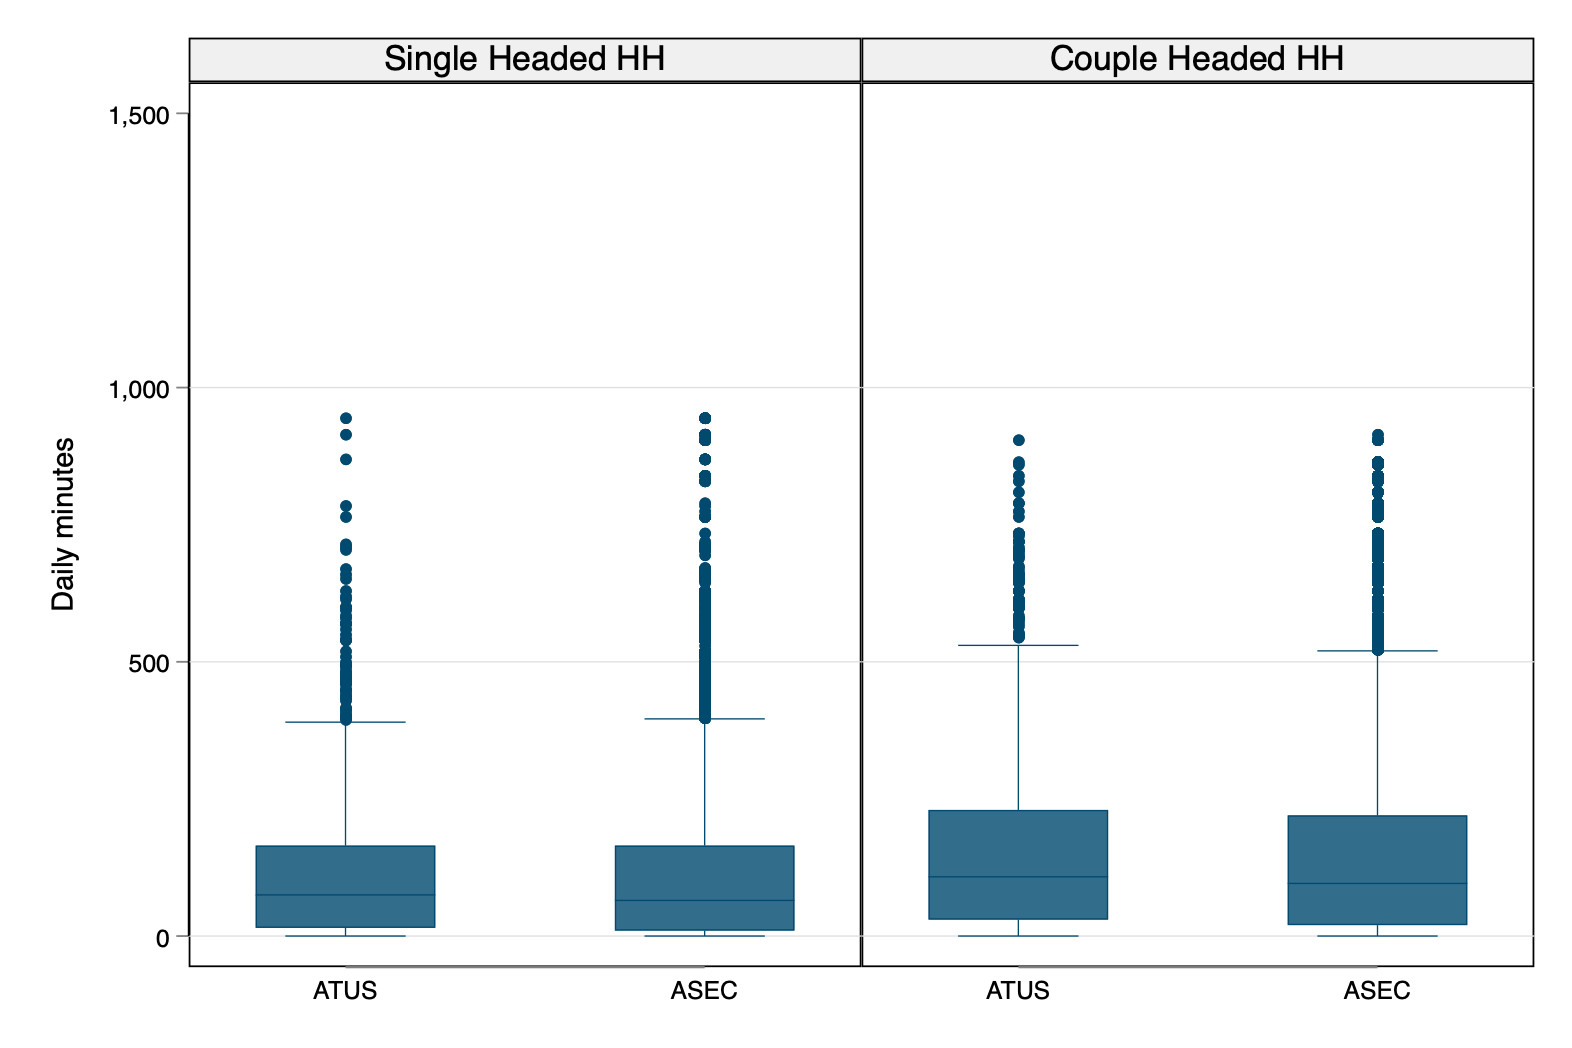 Single Headed HH
Couple Headed HH
1,500
1,000
500
0
Daily minutes
ATUS
ASEC
ATUS
ASEC